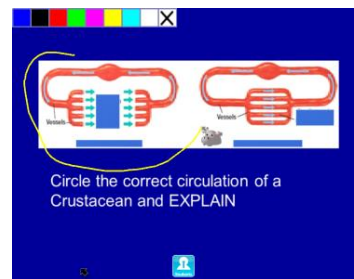 Vessels
Vessels
Circle the correct circulation of a
Crustacean and EXPLAIN